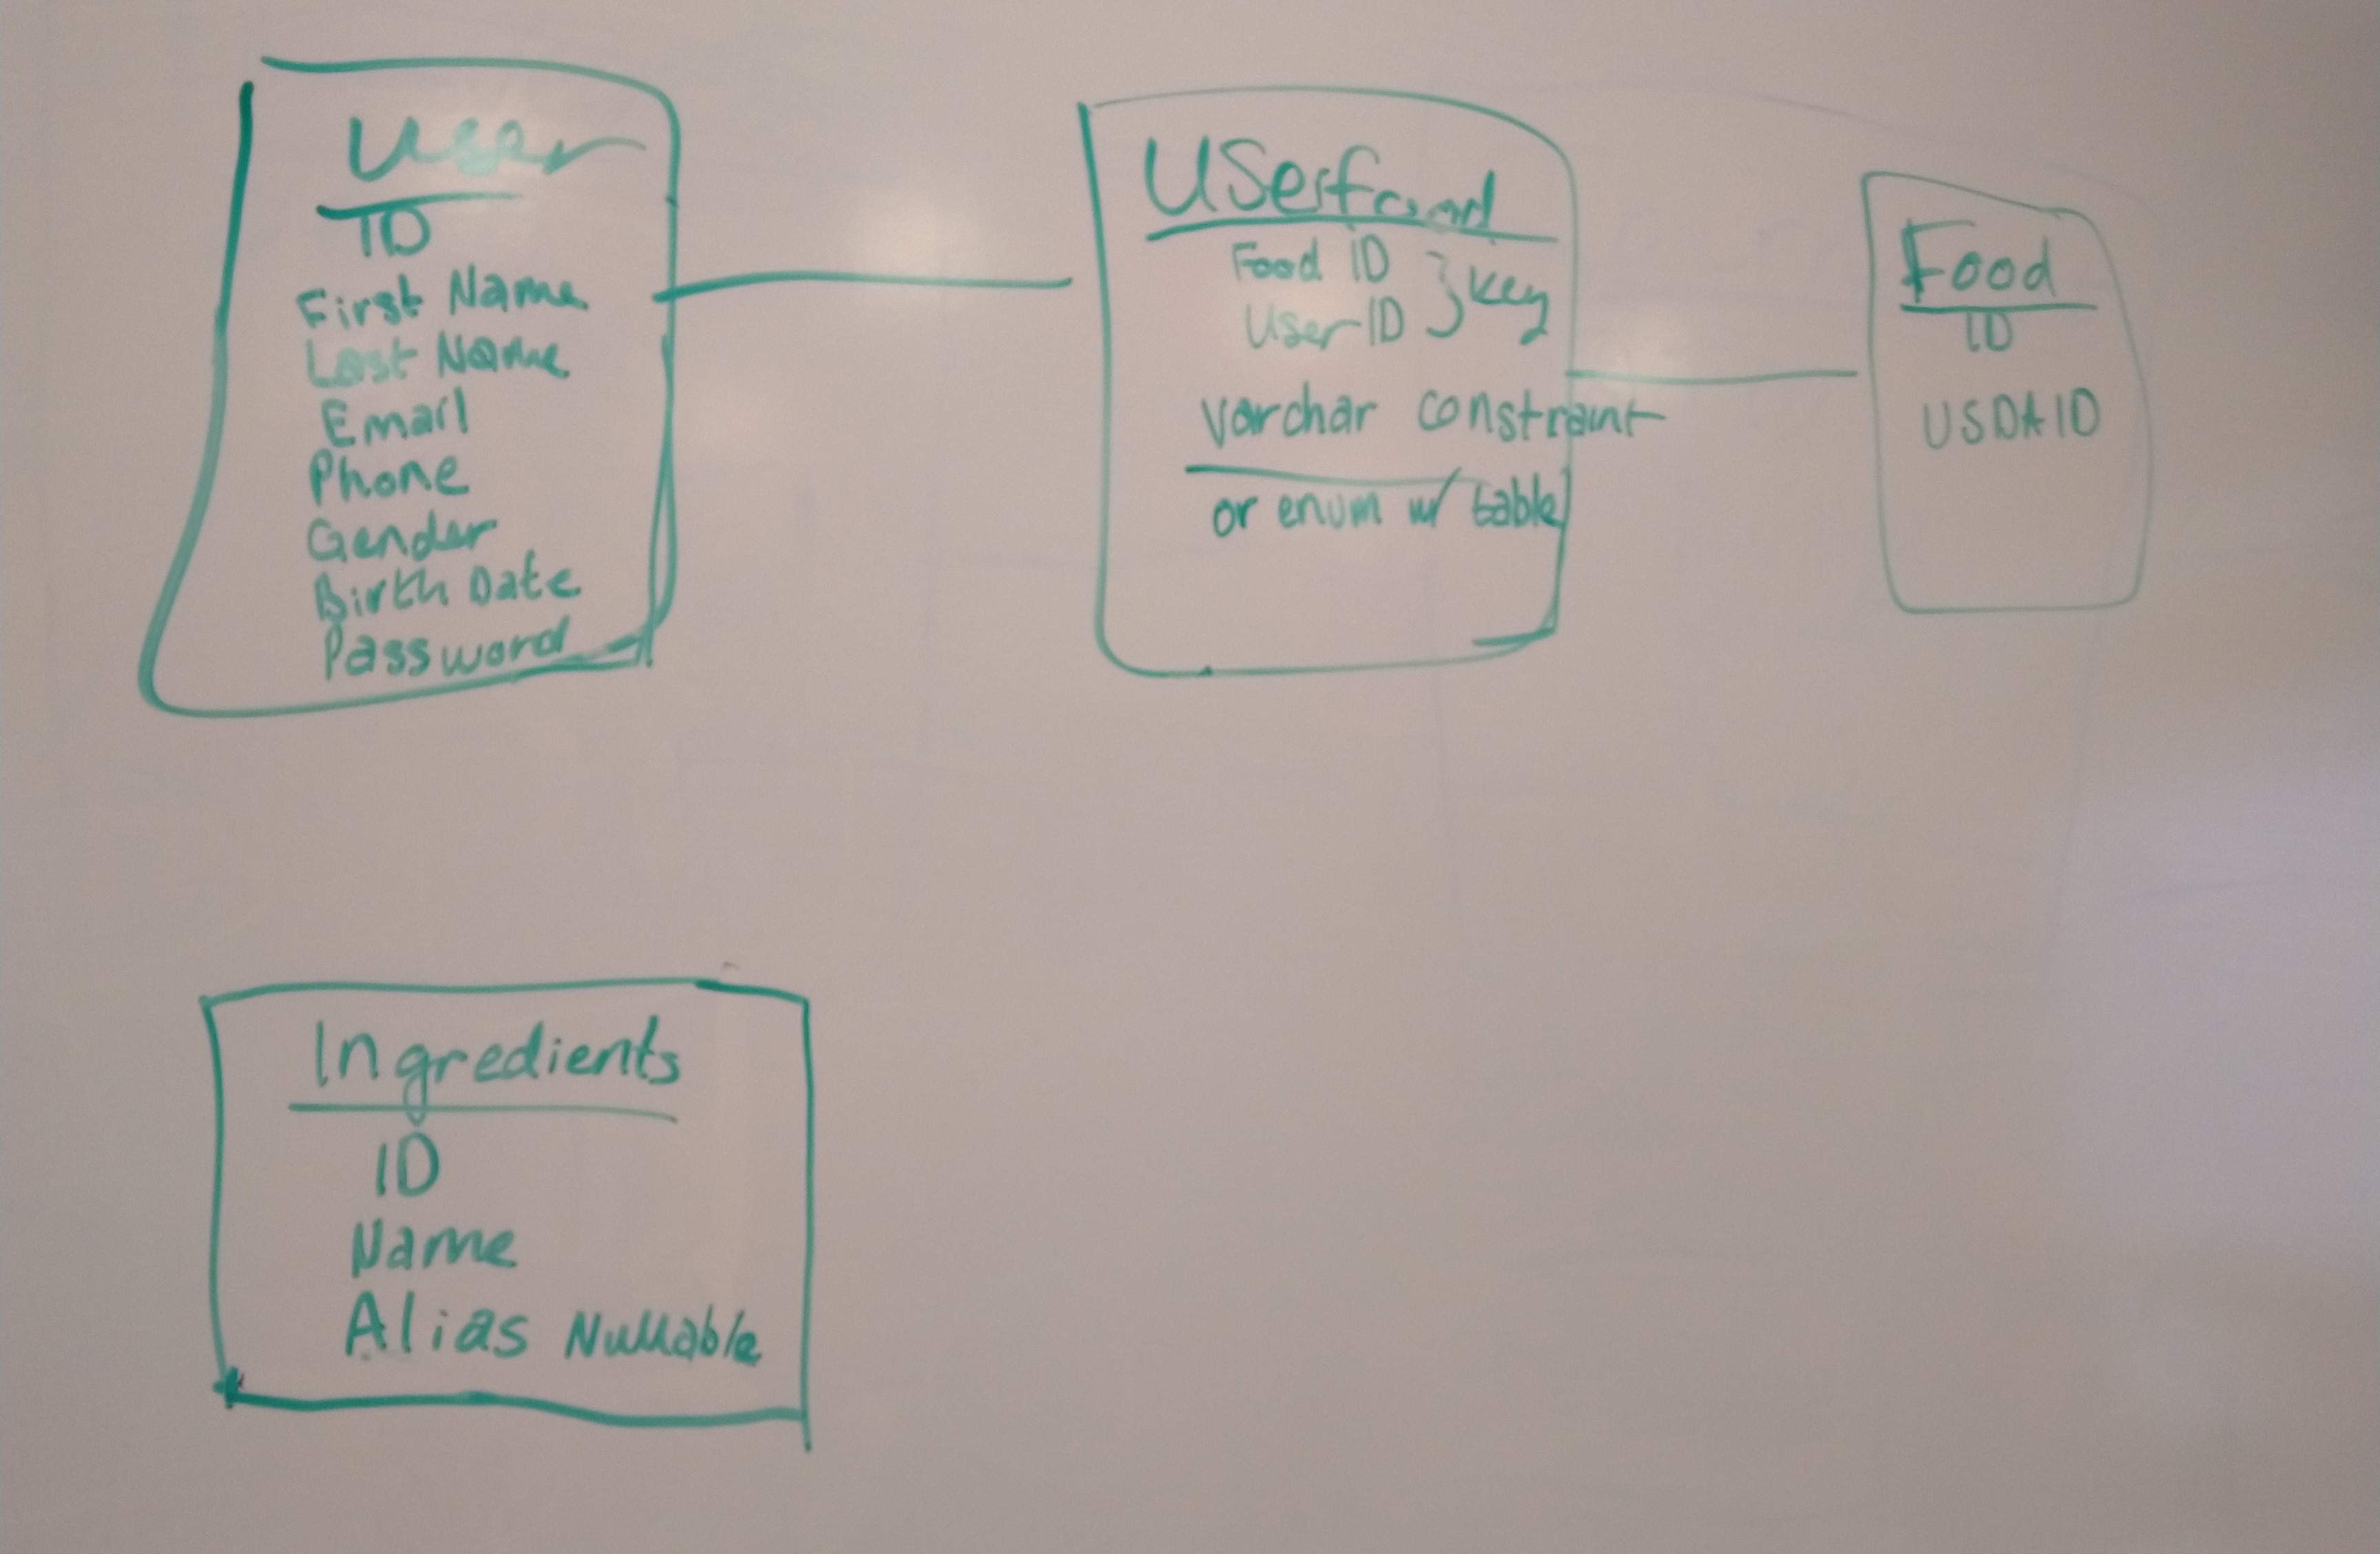 User
ID
First Name
Last Name
Email
Phone
Gender
Birth Date
Password
Userfood
Food ID
User ID } key
Varchar constraint
or enum w/ table
Food
ID
USDA ID
Ingredients
ID
Name
Alias Nullable